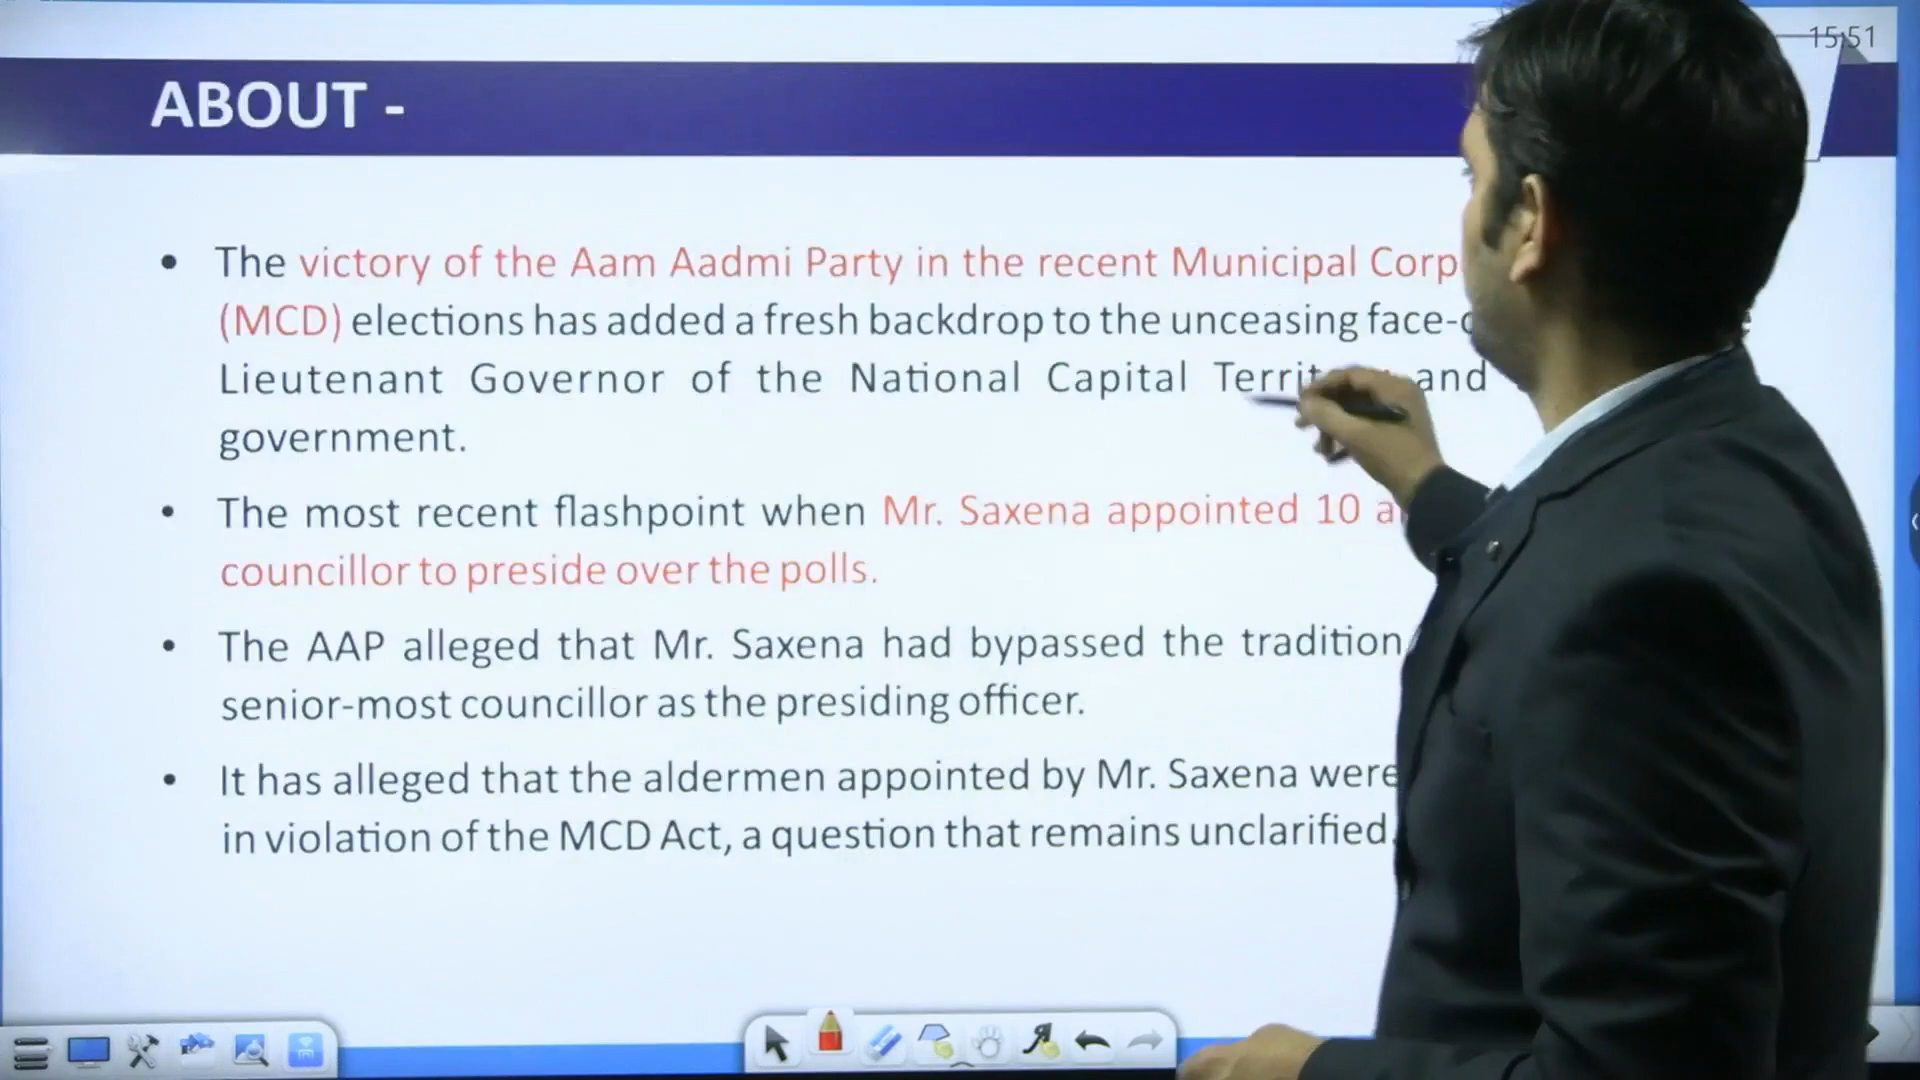 15:51
ABOUT -
• The victory of the Aam Aadmi Party in the recent Municipal Corp
(MCD) elections has added a fresh backdrop to the unceasing face-
Lieutenant Governor of the National Capital and
government.
• The most recent flashpoint when Mr. Saxena appointed 10
councillor to preside over the polls.
• The AAP alleged that Mr. Saxena had bypassed the tradition
senior-most councillor as the presiding officer.
• It has alleged that the aldermen appointed by Mr. Saxena were
in violation of the MCD Act, a question that remains unclarified.